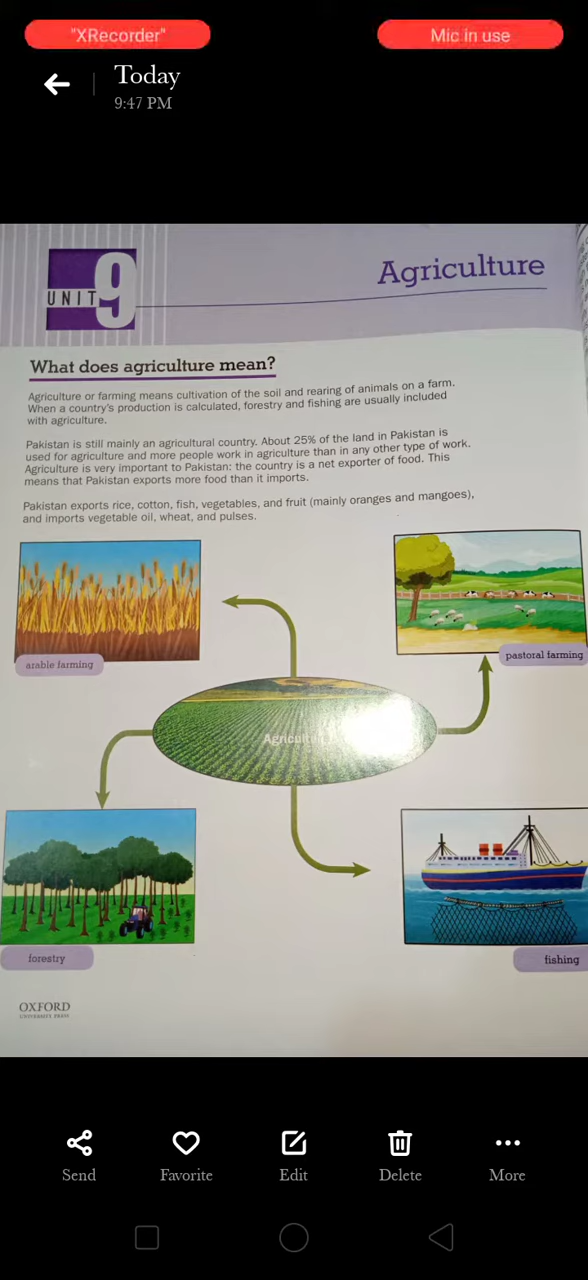 "XRecorder"
Mic in use
Today
9:47 PM
UNIT 9
Agriculture
What does agriculture mean?
Agriculture or farming means cultivation of the soil and rearing of animals on a farm.
When a country's production is calculated, forestry and fishing are usually included
with agriculture.
Pakistan is still mainly an agricultural country. About 25% of the land in Pakistan is
used for agriculture and more people work in agriculture than in any other type of work.
Agriculture is very important to Pakistan: the country is a net exporter of food. This
means that Pakistan exports more food than it imports.
Pakistan exports rice, cotton, fish, vegetables, and fruit (mainly oranges and mangoes),
and imports vegetable oil, wheat, and pulses.
arable farming
pastoral farming
forestry
fishing
OXFORD
UNIVERSITY PRESS
Send
Favorite
Edit
Delete
More